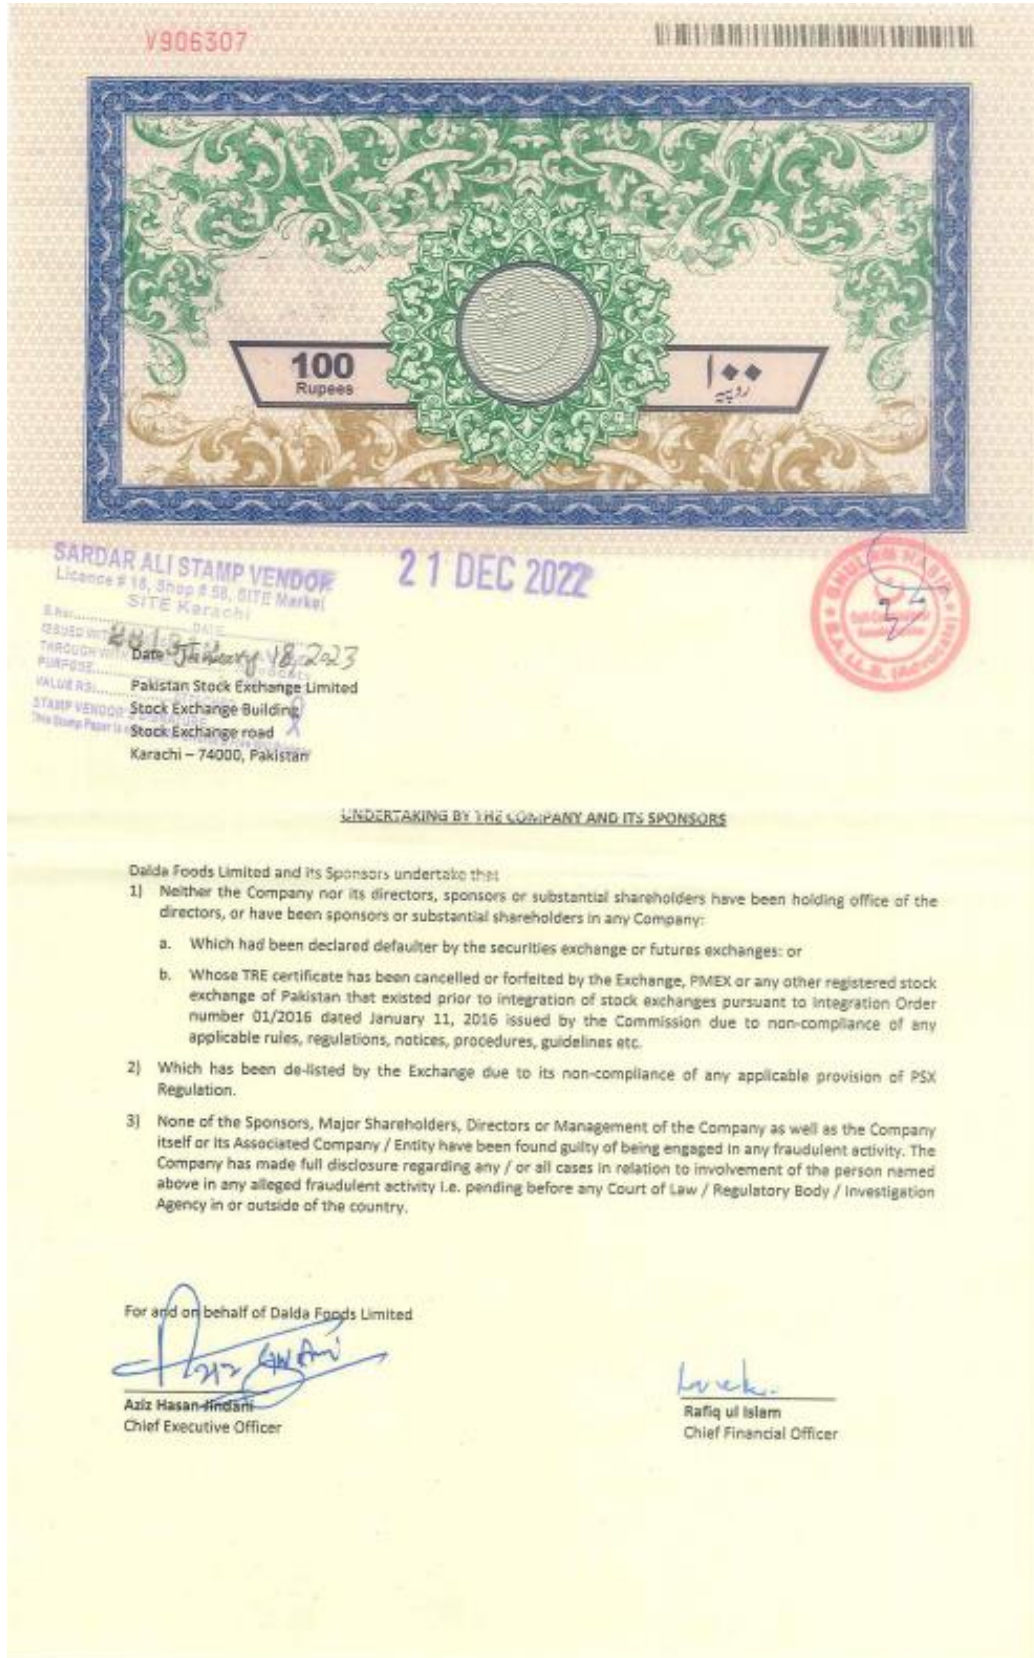 V906307
100
Rupees
۱۰۰
روپیہ
SARDAR ALI STAMP VENDOR
Licence # 18, Shop # 58, SITE Market
SITE Karachi
DATE
21 DEC 2022
Date January 18, 2023
PURPOSE
VALUE RS.
Pakistan Stock Exchange Limited
Stock Exchange Building
Stock Exchange road
Karachi – 74000, Pakistan
UNDERTAKING BY THE COMPANY AND ITS SPONSORS
Dalda Foods Limited and its Sponsors undertake that
1) Neither the Company nor its directors, sponsors or substantial shareholders have been holding office of the
directors, or have been sponsors or substantial shareholders in any Company:
a. Which had been declared defaulter by the securities exchange or futures exchanges: or
b. Whose TRE certificate has been cancelled or forfeited by the Exchange, PMEX or any other registered stock
exchange of Pakistan that existed prior to integration of stock exchanges pursuant to Integration Order
number 01/2016 dated January 11, 2016 issued by the Commission due to non-compliance of any
applicable rules, regulations, notices, procedures, guidelines etc.
2) Which has been de-listed by the Exchange due to its non-compliance of any applicable provision of PSX
Regulation.
3) None of the Sponsors, Major Shareholders, Directors or Management of the Company as well as the Company
itself or its Associated Company / Entity have been found guilty of being engaged in any fraudulent activity. The
Company has made full disclosure regarding any / or all cases in relation to involvement of the person named
above in any alleged fraudulent activity i.e. pending before any Court of Law / Regulatory Body / Investigation
Agency in or outside of the country.
For and on behalf of Dalda Foods Limited
Aziz Hasan Jindani
Chief Executive Officer
Rafiq ul Islam
Chief Financial Officer